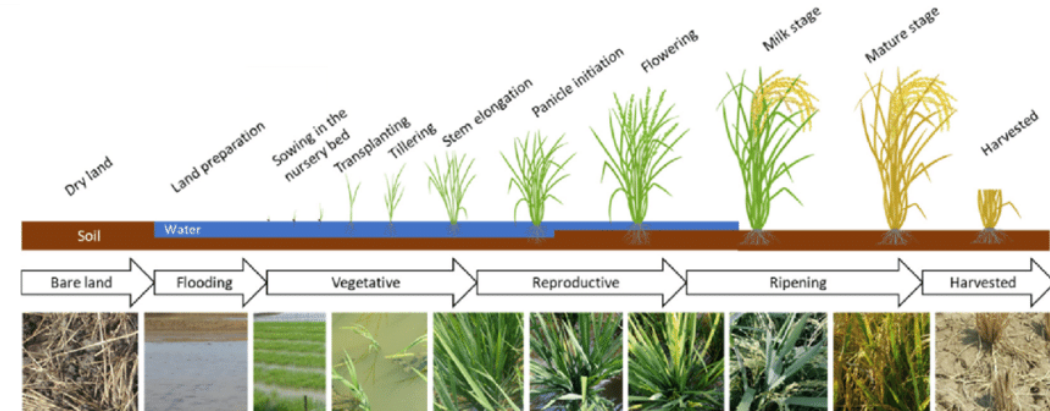 Dry land
Land preparation
Sowing in the
nursery bed
Transplanting
Tillering
Stem elongation
Panicle initiation
Flowering
Milk stage
Mature stage
Harvested
Soil
Water
Bare land
Flooding
Vegetative
Reproductive
Ripening
Harvested